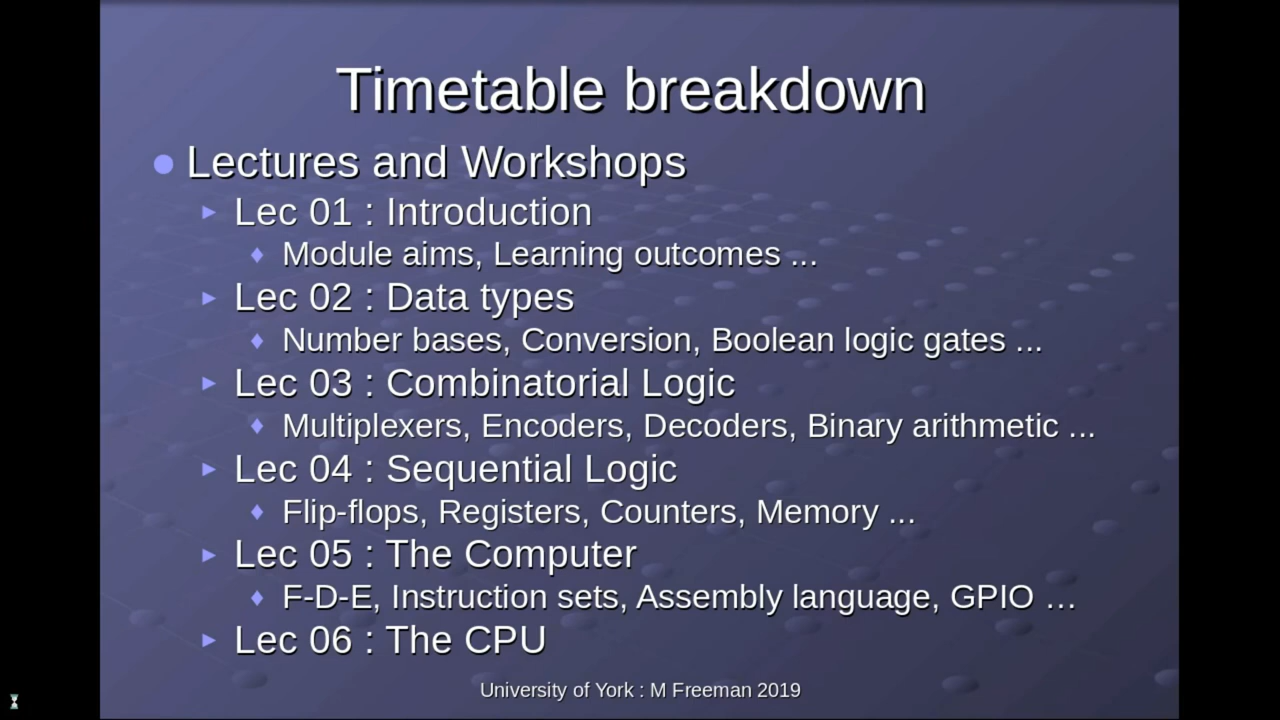 Timetable breakdown
Lectures and Workshops
Lec 01 : Introduction
Module aims, Learning outcomes ...
Lec 02 : Data types
Number bases, Conversion, Boolean logic gates ...
Lec 03 : Combinatorial Logic
Multiplexers, Encoders, Decoders, Binary arithmetic ...
Lec 04 : Sequential Logic
Flip-flops, Registers, Counters, Memory ...
Lec 05 : The Computer
F-D-E, Instruction sets, Assembly language, GPIO …
Lec 06 : The CPU
University of York : M Freeman 2019